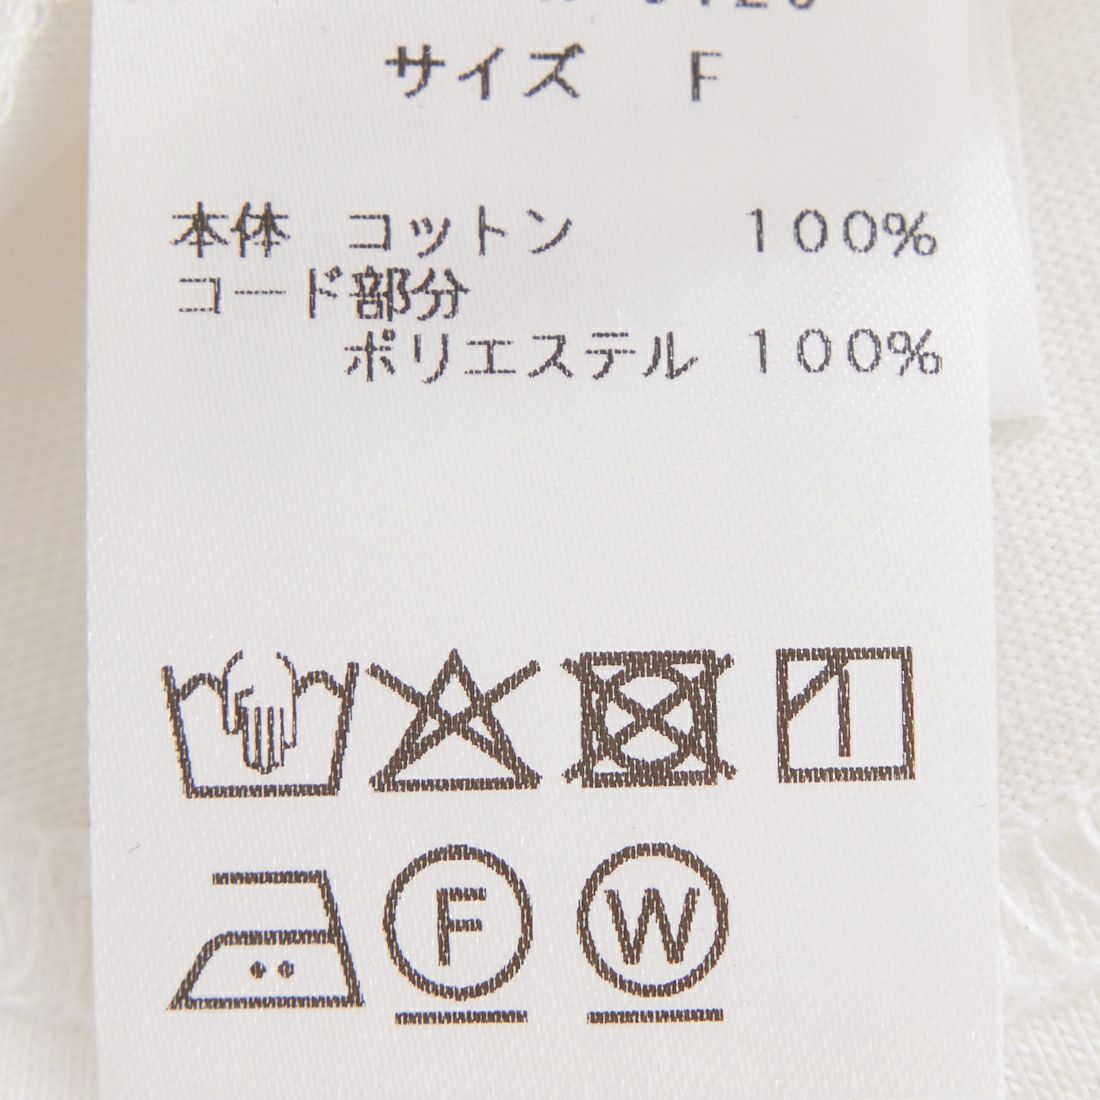 サイズ F
本体 コットン 100%
コード部分
ポリエステル 100%
F
W